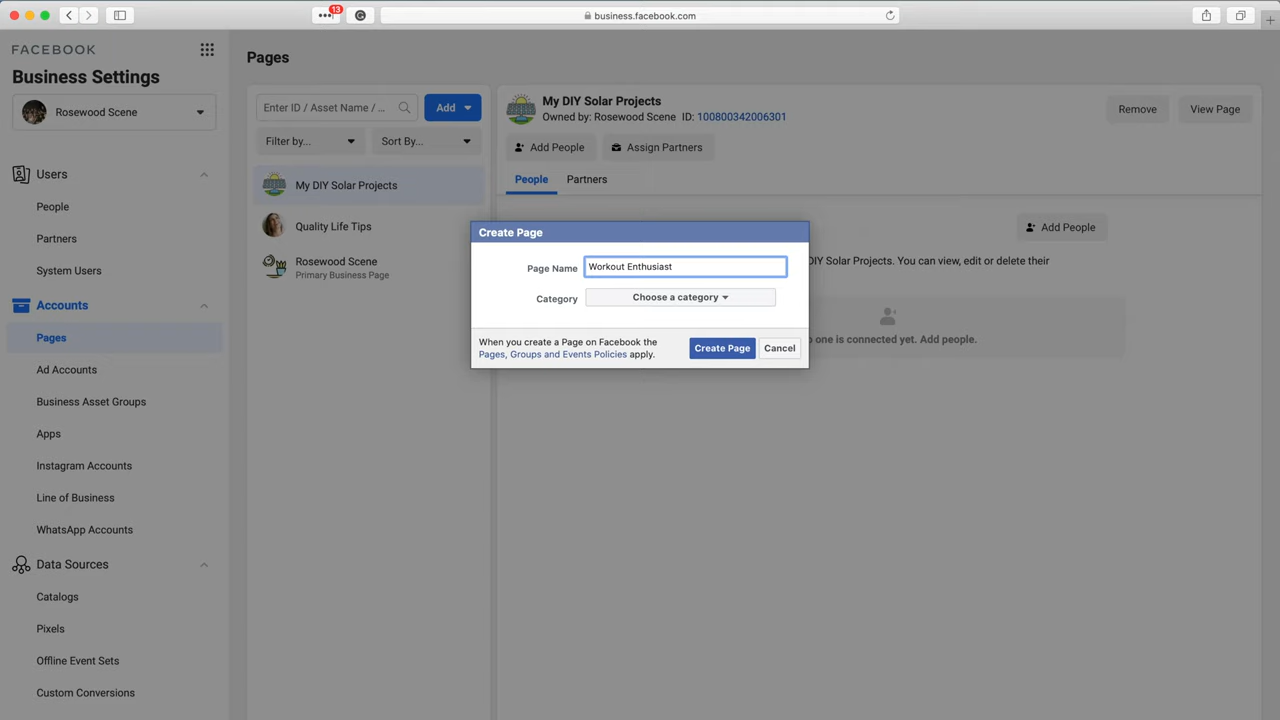 13
business.facebook.com
FACEBOOK
Business Settings
Rosewood Scene
Users
People
Partners
System Users
Accounts
Pages
Ad Accounts
Business Asset Groups
Apps
Instagram Accounts
Line of Business
WhatsApp Accounts
Data Sources
Catalogs
Pixels
Offline Event Sets
Custom Conversions
Pages
Enter ID / Asset Name / ...
Add
Filter by...
Sort By...
My DIY Solar Projects
Quality Life Tips
Rosewood Scene
Primary Business Page
My DIY Solar Projects
Owned by: Rosewood Scene ID: 100800342006301
Remove
View Page
Add People
Assign Partners
People
Partners
Add People
DIY Solar Projects. You can view, edit or delete their
one is connected yet. Add people.
Create Page
Page Name Workout Enthusiast
Category Choose a category
When you create a Page on Facebook the
Pages, Groups and Events Policies apply.
Create Page
Cancel